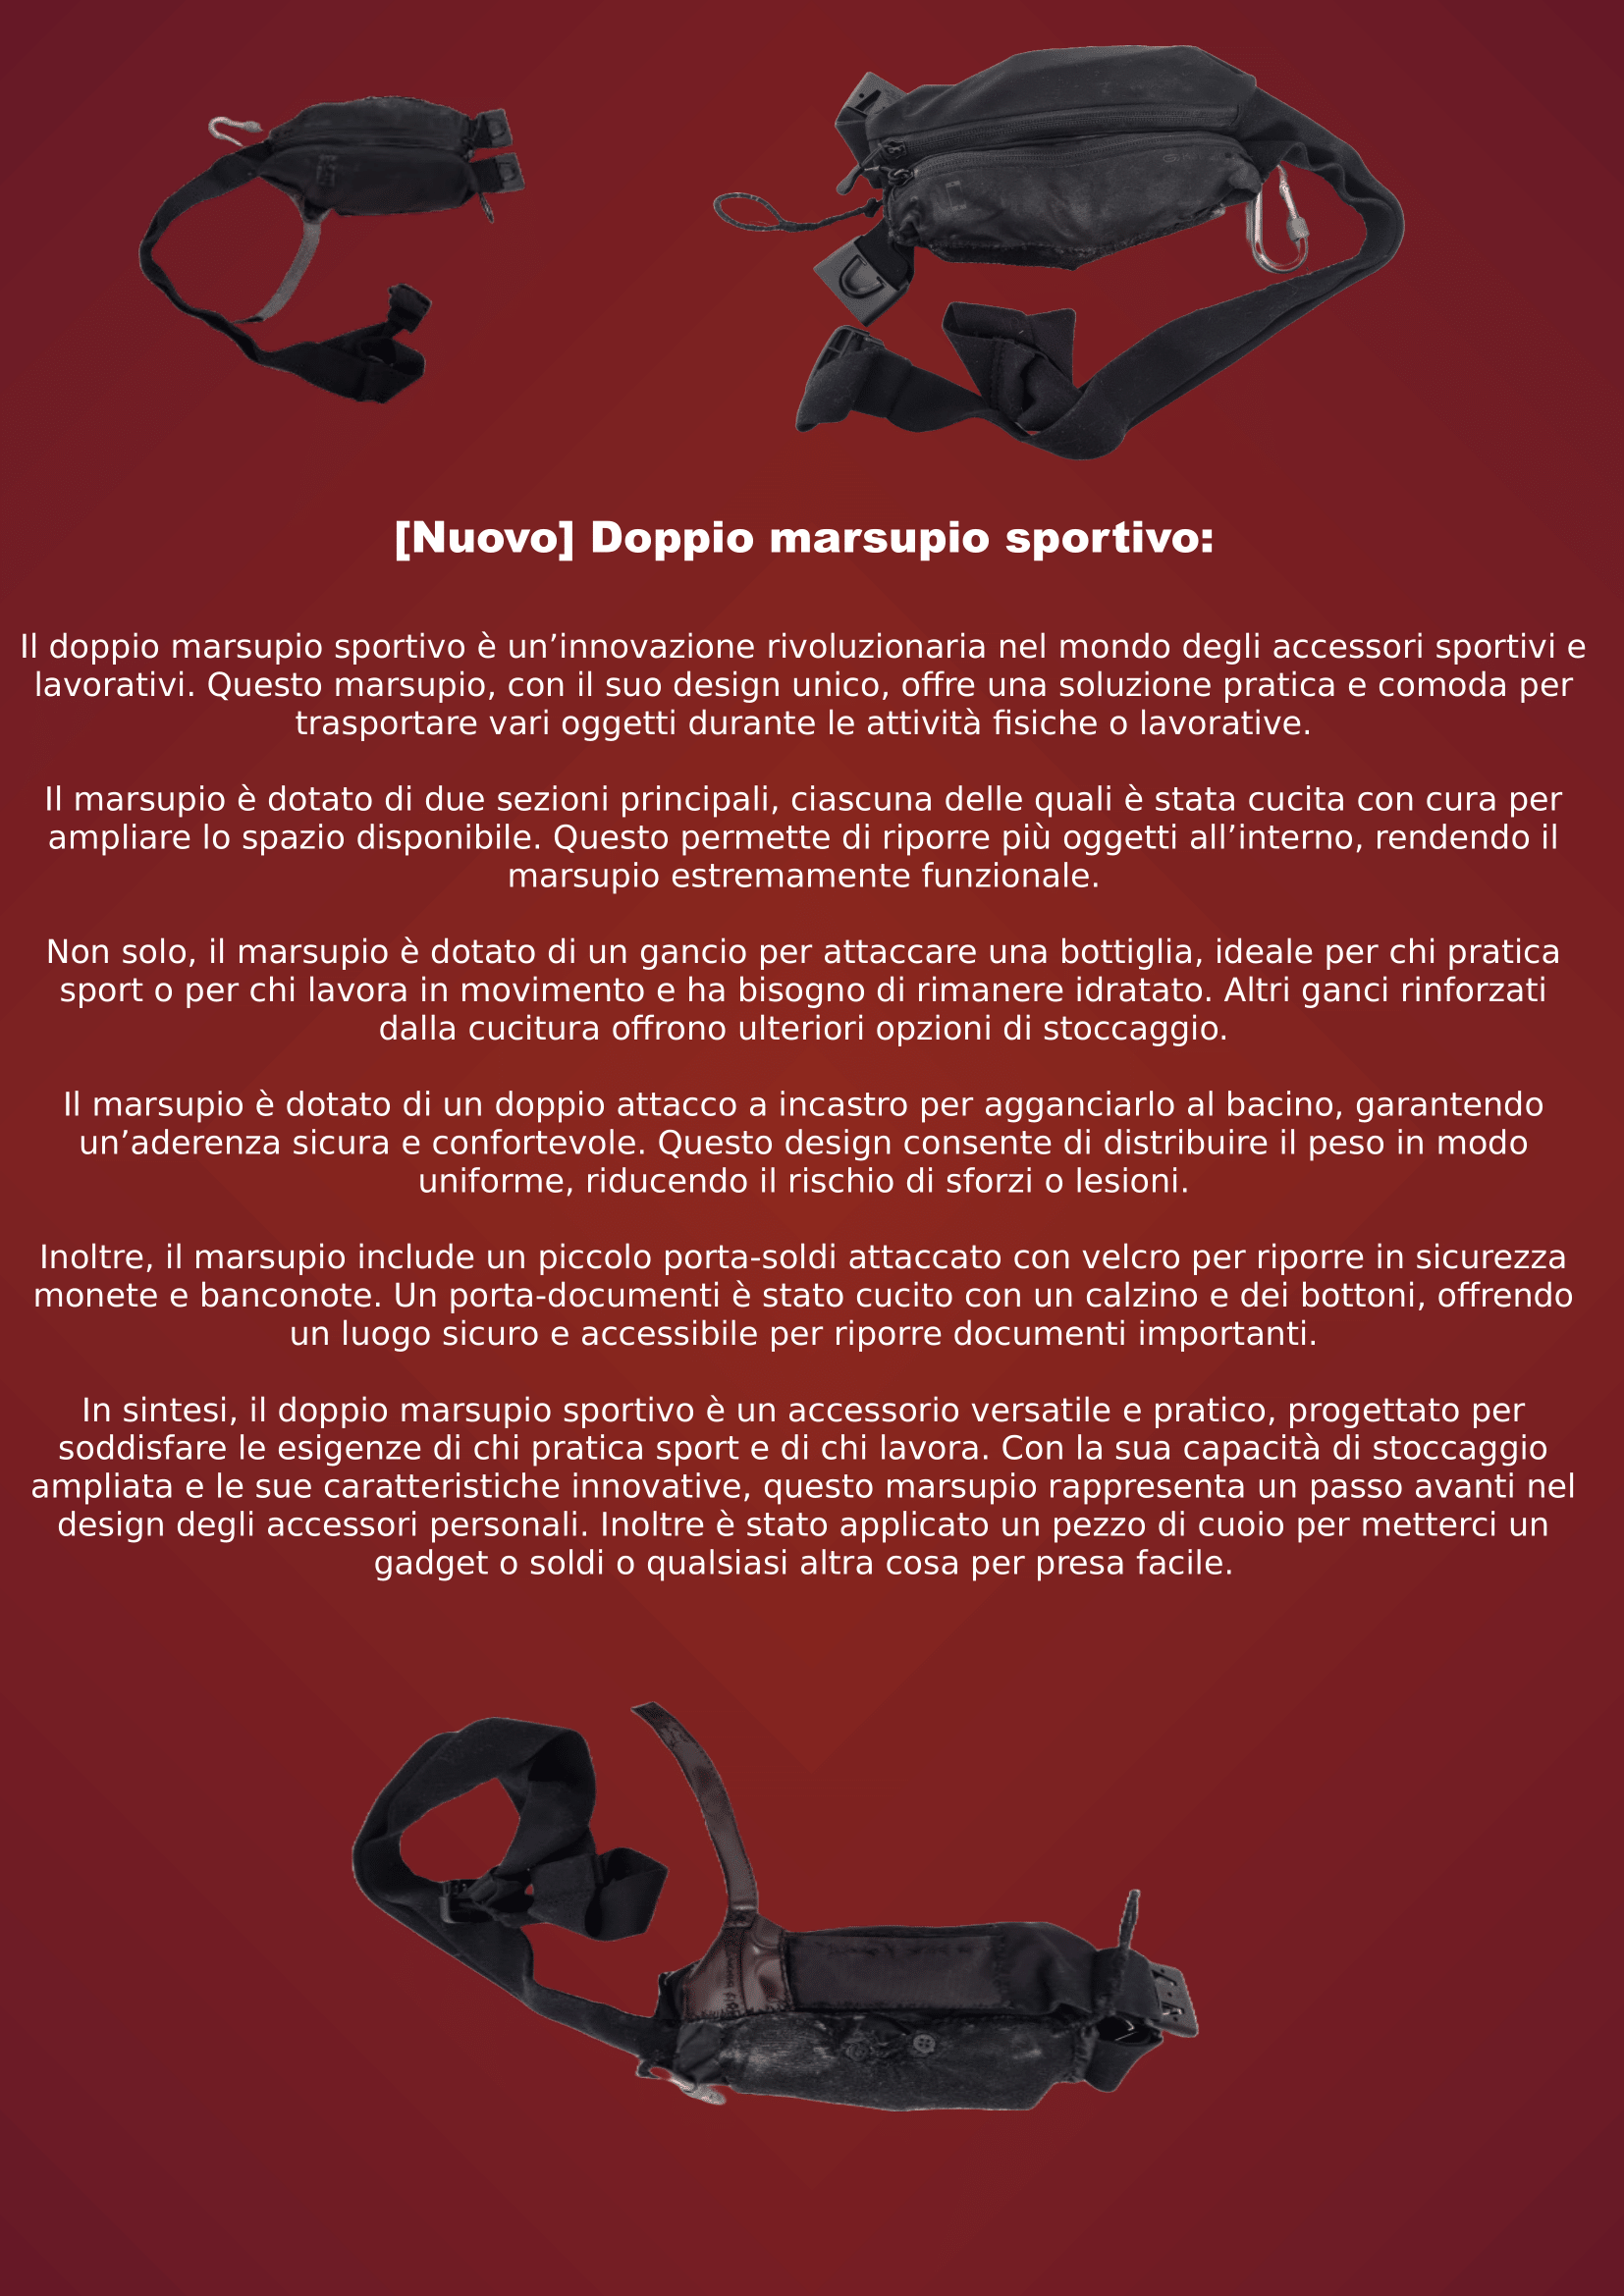 [Nuovo] Doppio marsupio sportivo:
Il doppio marsupio sportivo è un’innovazione rivoluzionaria nel mondo degli accessori sportivi e
lavorativi. Questo marsupio, con il suo design unico, offre una soluzione pratica e comoda per
trasportare vari oggetti durante le attività fisiche o lavorative.
Il marsupio è dotato di due sezioni principali, ciascuna delle quali è stata cucita con cura per
ampliare lo spazio disponibile. Questo permette di riporre più oggetti all’interno, rendendo il
marsupio estremamente funzionale.
Non solo, il marsupio è dotato di un gancio per attaccare una bottiglia, ideale per chi pratica
sport o per chi lavora in movimento e ha bisogno di rimanere idratato. Altri ganci rinforzati
dalla cucitura offrono ulteriori opzioni di stoccaggio.
Il marsupio è dotato di un doppio attacco a incastro per agganciarlo al bacino, garantendo
un’aderenza sicura e confortevole. Questo design consente di distribuire il peso in modo
uniforme, riducendo il rischio di sforzi o lesioni.
Inoltre, il marsupio include un piccolo porta-soldi attaccato con velcro per riporre in sicurezza
monete e banconote. Un porta-documenti è stato cucito con un calzino e dei bottoni, offrendo
un luogo sicuro e accessibile per riporre documenti importanti.
In sintesi, il doppio marsupio sportivo è un accessorio versatile e pratico, progettato per
soddisfare le esigenze di chi pratica sport e di chi lavora. Con la sua capacità di stoccaggio
ampliata e le sue caratteristiche innovative, questo marsupio rappresenta un passo avanti nel
design degli accessori personali. Inoltre è stato applicato un pezzo di cuoio per metterci un
gadget o soldi o qualsiasi altra cosa per presa facile.